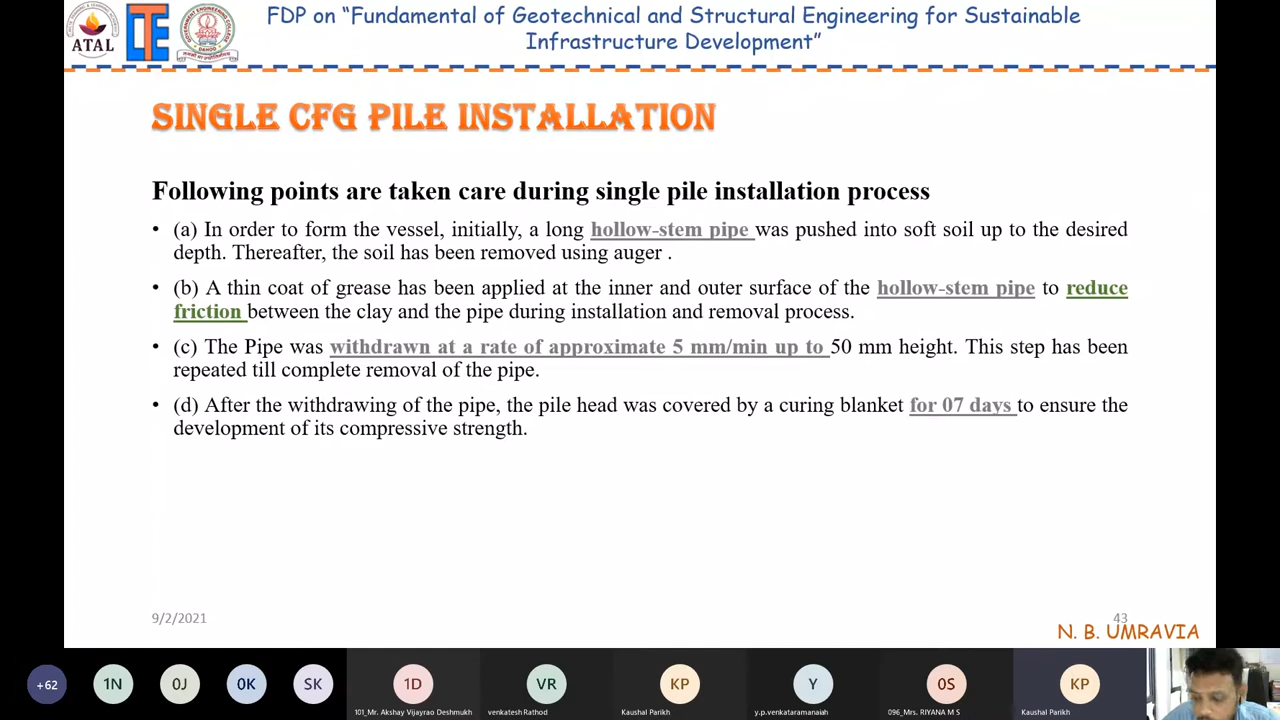 FDP on “Fundamental of Geotechnical and Structural Engineering for Sustainable
Infrastructure Development”
ATAL
SINGLE CFG PILE INSTALLATION
Following points are taken care during single pile installation process
• (a) In order to form the vessel, initially, a long hollow-stem pipe was pushed into soft soil up to the desired
depth. Thereafter, the soil has been removed using auger .
• (b) A thin coat of grease has been applied at the inner and outer surface of the hollow-stem pipe to reduce
friction between the clay and the pipe during installation and removal process.
• (c) The Pipe was withdrawn at a rate of approximate 5 mm/min up to 50 mm height. This step has been
repeated till complete removal of the pipe.
• (d) After the withdrawing of the pipe, the pile head was covered by a curing blanket for 07 days to ensure the
development of its compressive strength.
9/2/2021
43
N. B. UMRAVIA
+62 1N 0J 0K SK 1D VR KP Y 0S KP
101_Mr. Akshay Vijayrao Deshmukh venkatesh Rathod Kaushal Parikh y.p.venkataramanaiah 096_Mrs. RIYANA M S Kaushal Parikh